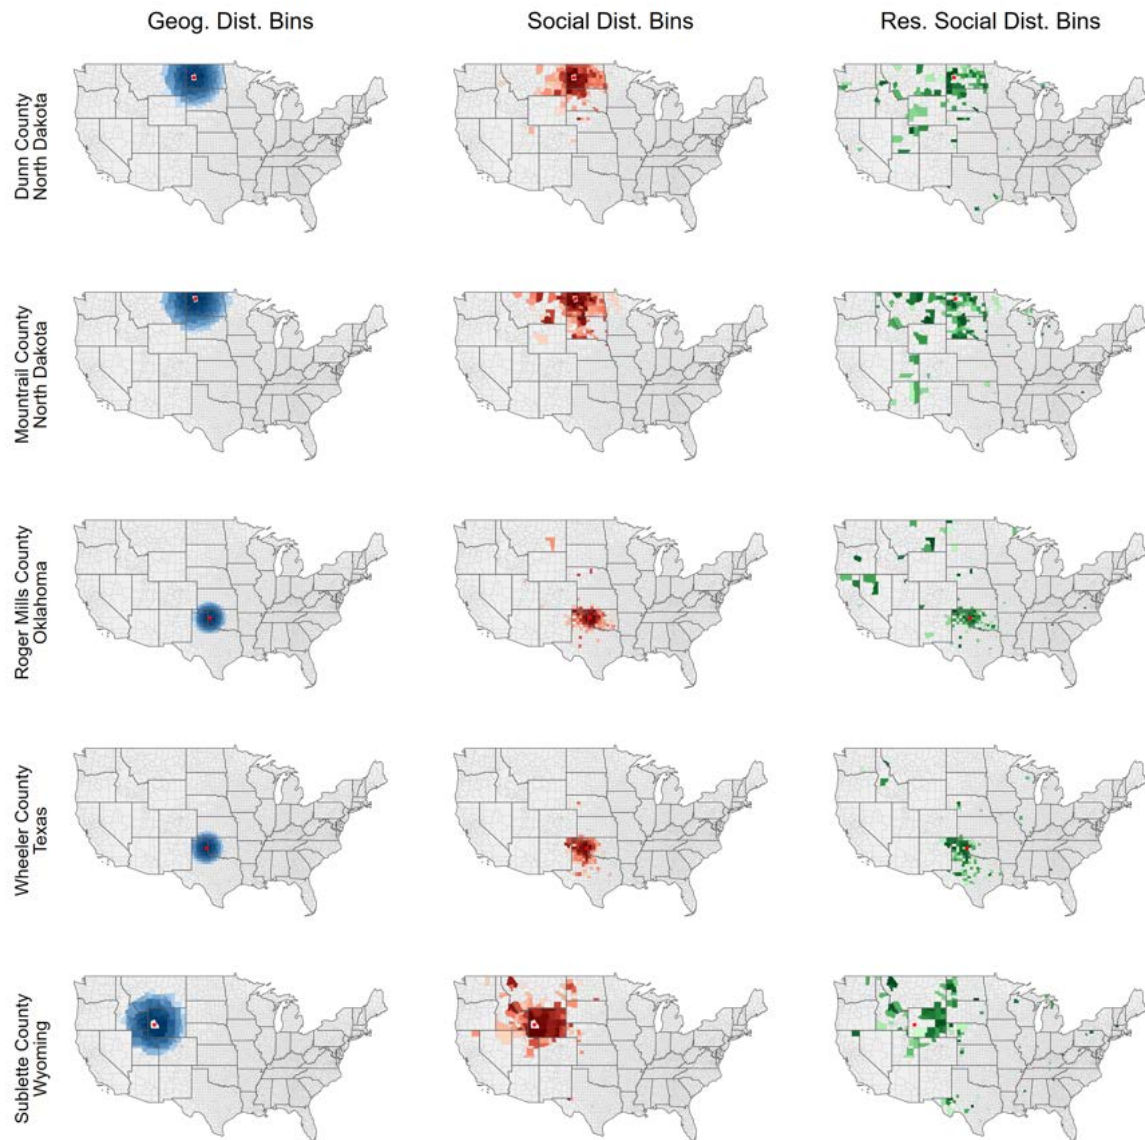 Geog. Dist. Bins
Social Dist. Bins
Res. Social Dist. Bins
Dunn County
North Dakota
Mountrail County
North Dakota
Roger Mills County
Oklahoma
Wheeler County
Texas
Sublette County
Wyoming